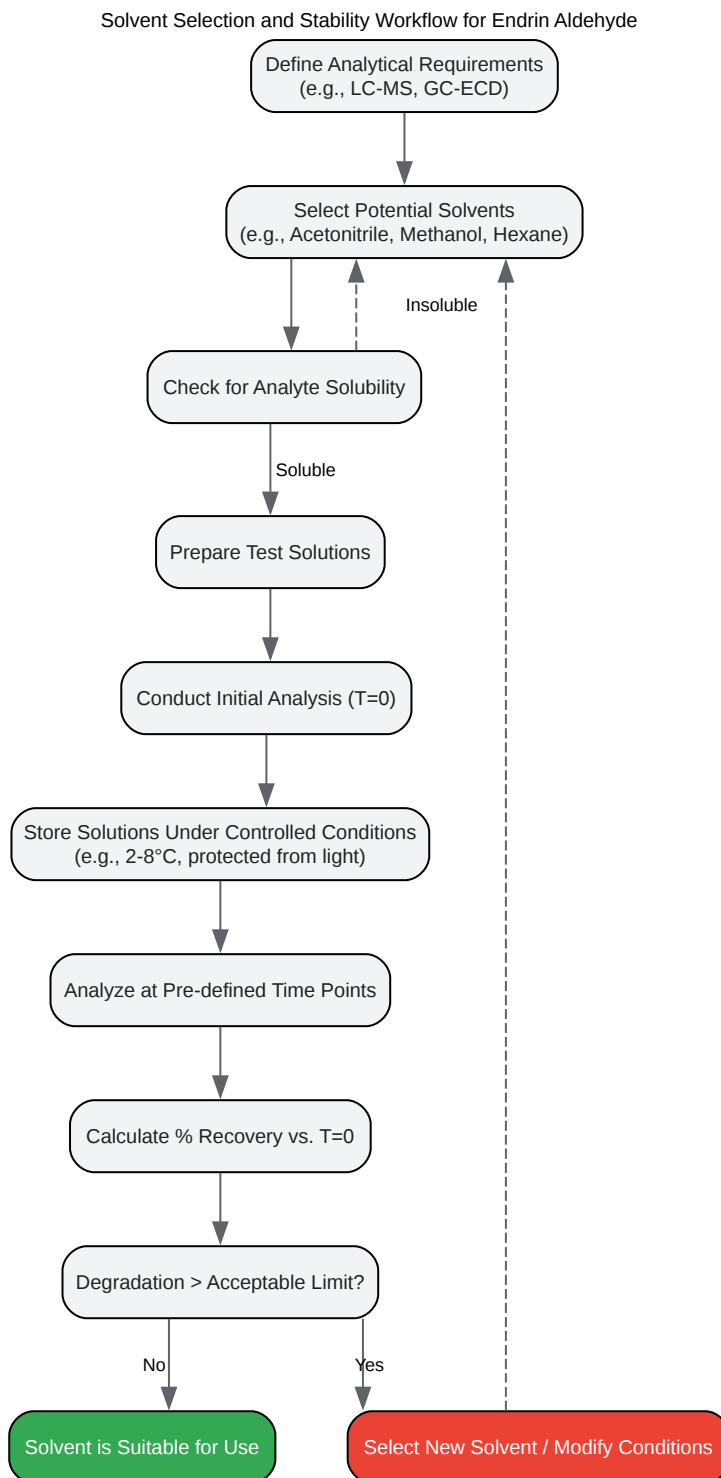 Solvent Selection and Stability Workflow for Endrin Aldehyde
Define Analytical Requirements
(e.g., LC-MS, GC-ECD)
Select Potential Solvents
(e.g., Acetonitrile, Methanol, Hexane)
Insoluble
Check for Analyte Solubility
Soluble
Prepare Test Solutions
Conduct Initial Analysis (T=0)
Store Solutions Under Controlled Conditions
(e.g., 2-8°C, protected from light)
Analyze at Pre-defined Time Points
Calculate % Recovery vs. T=0
Degradation > Acceptable Limit?
No
Yes
Solvent is Suitable for Use
Select New Solvent / Modify Conditions